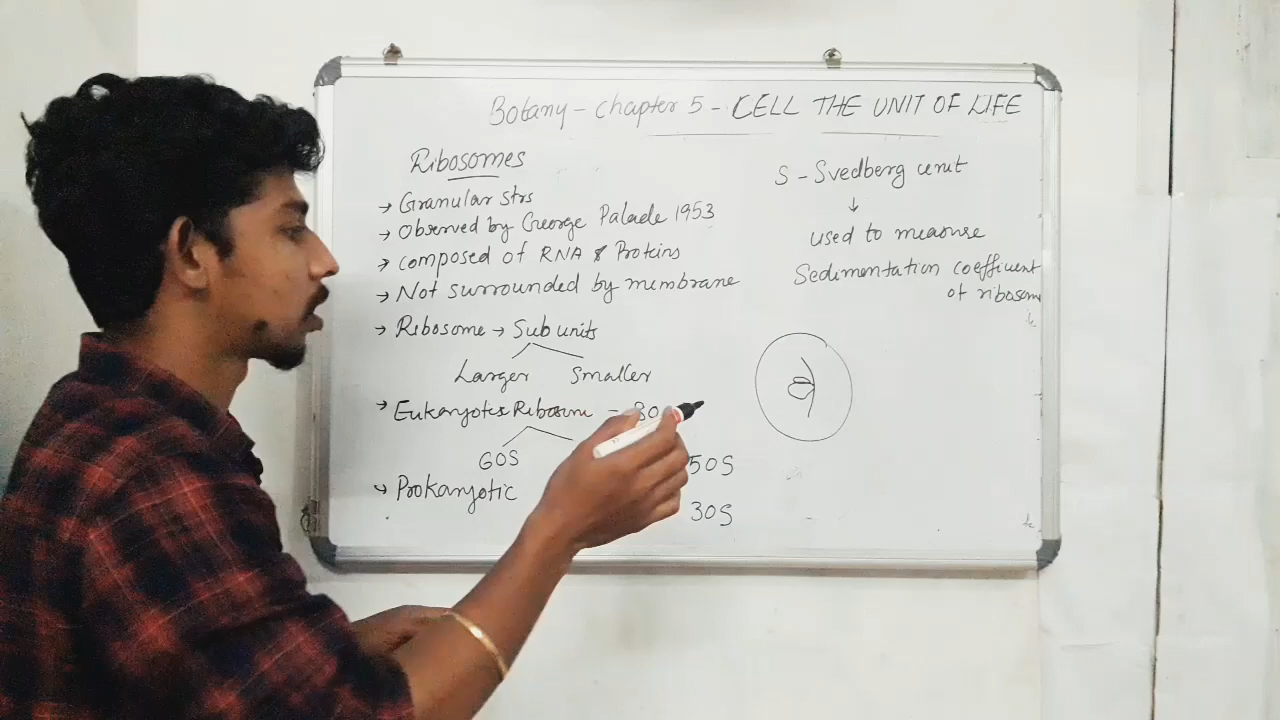 Botany - Chapter 5 - CELL THE UNIT OF LIFE
Ribosomes
→ Granular Strs
→ Observed by George Palade 1953
→ composed of RNA & Proteins
→ Not surrounded by membrane
→ Ribosome → Sub units
Larger Smaller
→ Eukaryotes Ribosome - 80
60S
→ Prokaryotic
50S
30S
S - Svedberg unit
↓
used to measure
Sedimentation coefficient
of ribosome